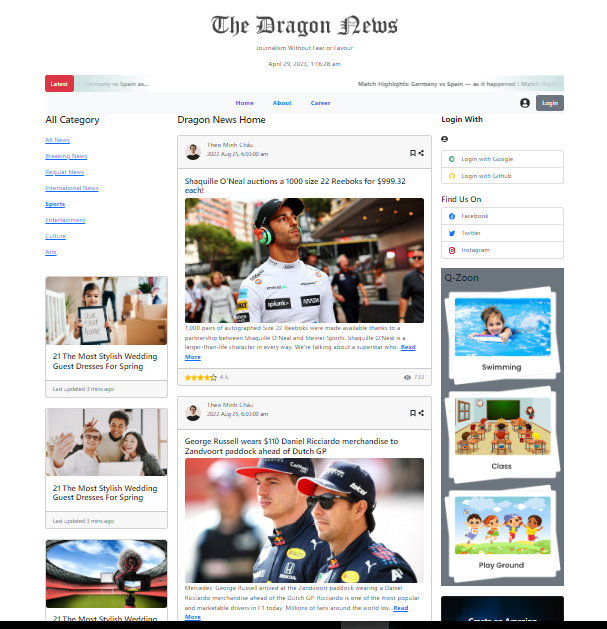 The Dragon News
Journalism Without Fear or Favour
April 29, 2023, 1:16:28 am
Latest
Germany vs Spain as...
Match Highlights: Germany vs Spain — as it happened ! Match
Home
About
Career
Login
All Category
All News
Breaking News
Regular News
International News
Sports
Entertainment
Culture
Arts
OUR
FIRST
HOME
21 The Most Stylish Wedding
Guest Dresses For Spring
Last updated 3 mins ago
21 The Most Stylish Wedding
Guest Dresses For Spring
Last updated 3 mins ago
21 The Most Stylish Wedding
Dragon News Home
Theo Minh Châu
2022 Aug 25, 6:03:00 am
Shaquille O'Neal auctions a 1000 size 22 Reeboks for $999.32
each!
splunk>
1,000 pairs of autographed Size 22 Reeboks were made available thanks to a
partnership between Shaquille O'Neal and Steiner Sports. Shaquille O'Neal is a
larger-than-life character in every way. We're talking about a superstar who...Read
More
4.5
733
Theo Minh Châu
2022 Aug 25, 6:03:00 am
George Russell wears $110 Daniel Ricciardo merchandise to
Zandvoort paddock ahead of Dutch GP
HONDA
Mercedes' George Russell arrived at the Zandvoort paddock wearing a Daniel
Ricciardo merchandise ahead of the Dutch GP. Ricciardo is one of the most popular
and marketable drivers in F1 today. Millions of fans around the world lov...Read
More
Login With
Login with Google
Login with Github
Find Us On
Facebook
Twitter
Instagram
Q-Zoon
Swimming
Class
Play Ground
Create an Amazing